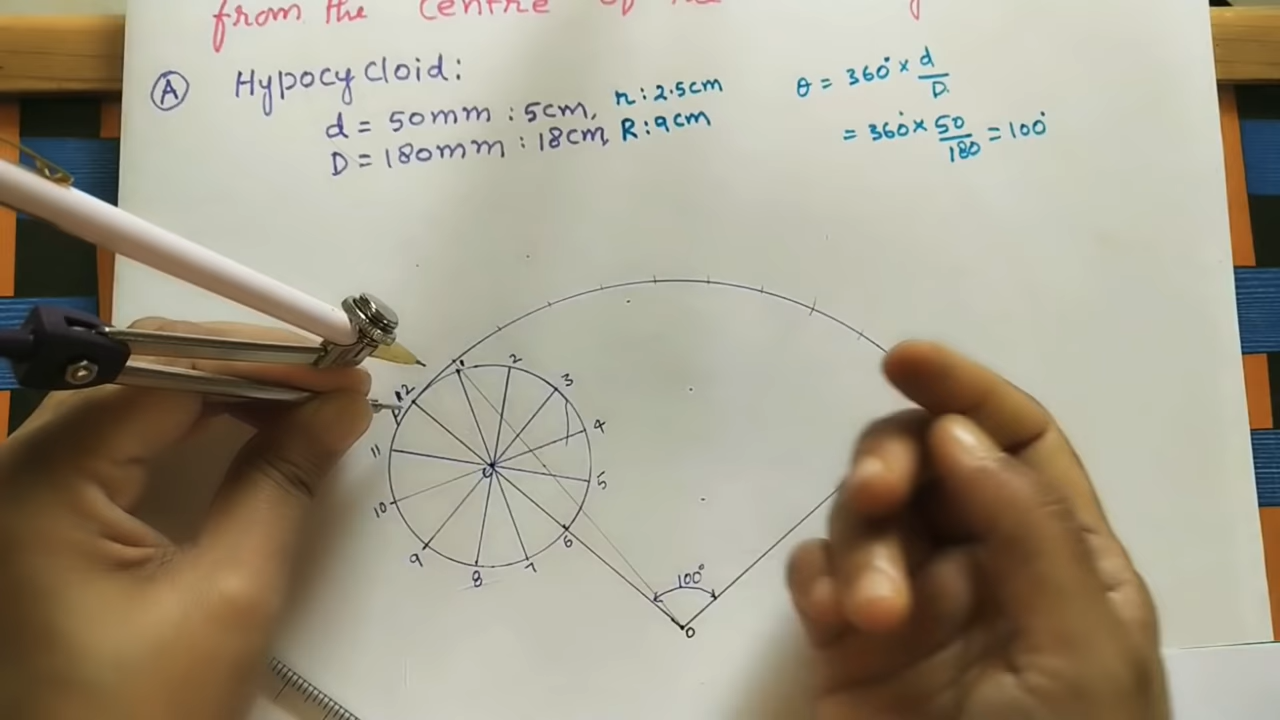 from the centre of
A Hypocycloid:
d = 50mm : 5cm, r : 2.5cm
D = 180mm : 18cm R : 9cm
θ = 360° × d/D
= 360° × 50/180 = 100°
P 12 1 2 3 4 5 6 7 8 9 10 11
C
100°
O